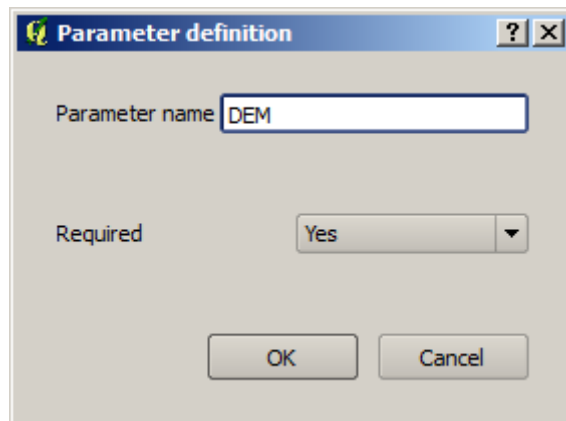 Parameter definition
Parameter name DEM
Required Yes
OK Cancel